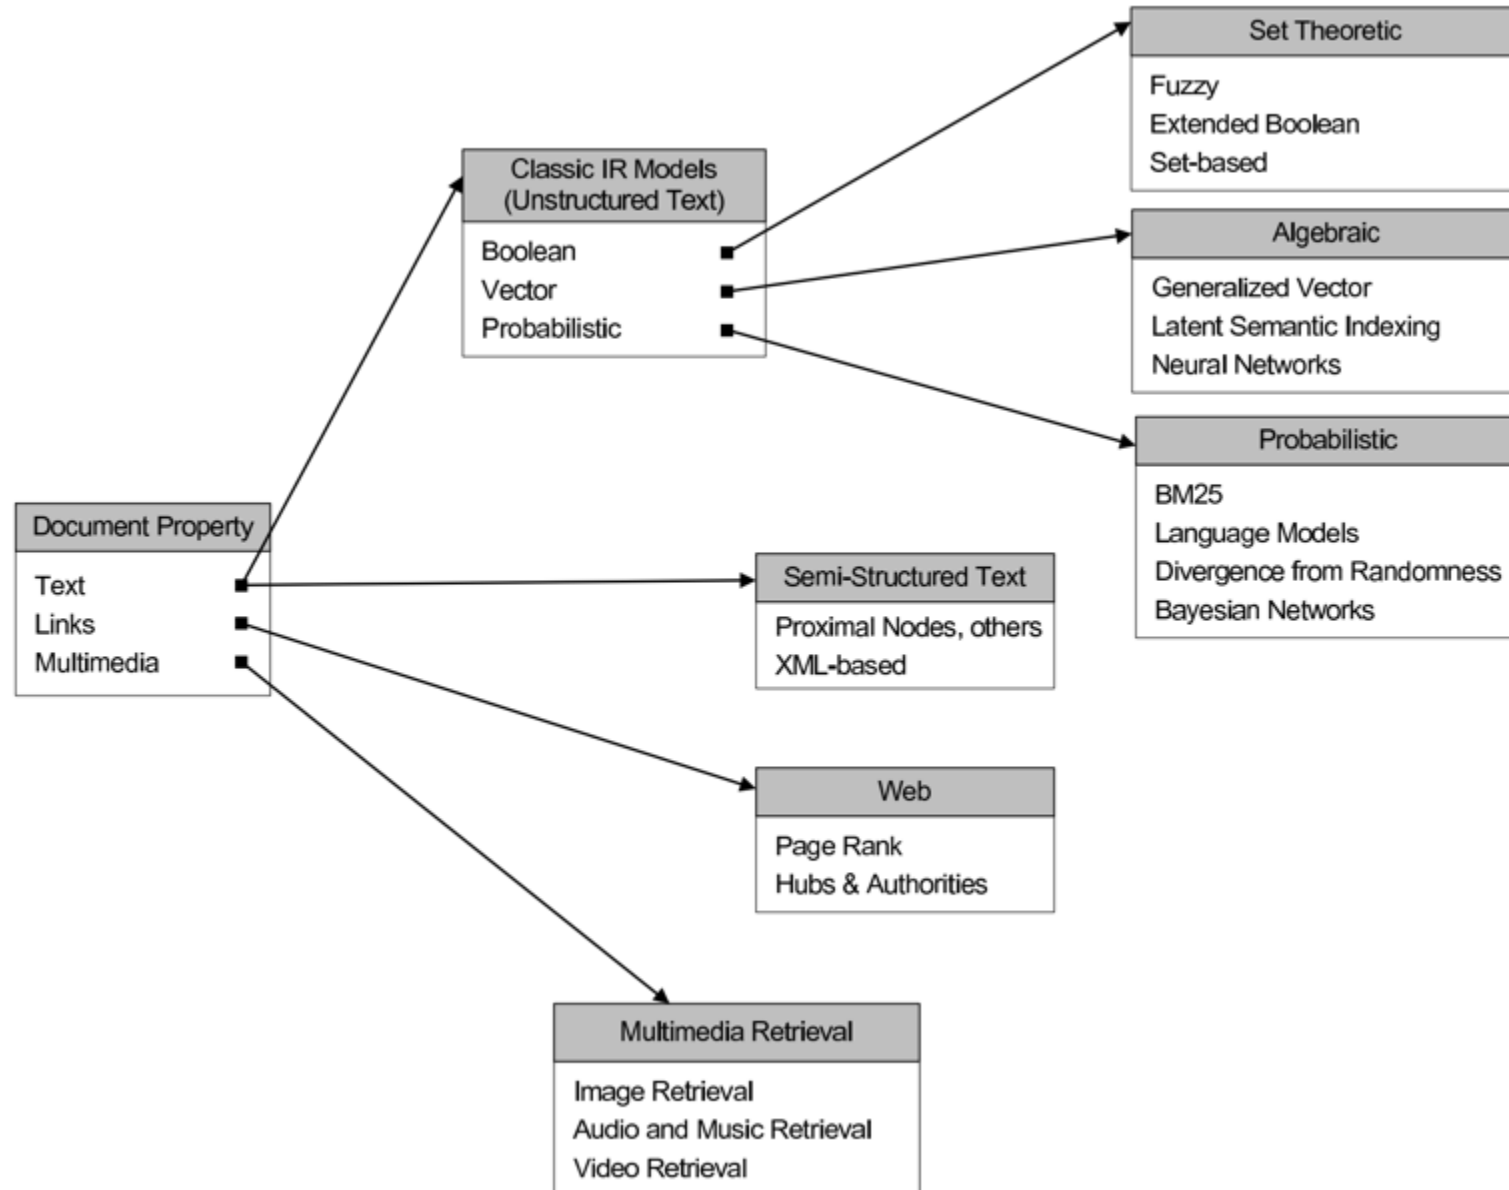 Set Theoretic
Fuzzy
Extended Boolean
Set-based
Classic IR Models
(Unstructured Text)
Boolean
Vector
Probabilistic
Algebraic
Generalized Vector
Latent Semantic Indexing
Neural Networks
Probabilistic
BM25
Language Models
Divergence from Randomness
Bayesian Networks
Document Property
Text
Links
Multimedia
Semi-Structured Text
Proximal Nodes, others
XML-based
Web
Page Rank
Hubs & Authorities
Multimedia Retrieval
Image Retrieval
Audio and Music Retrieval
Video Retrieval